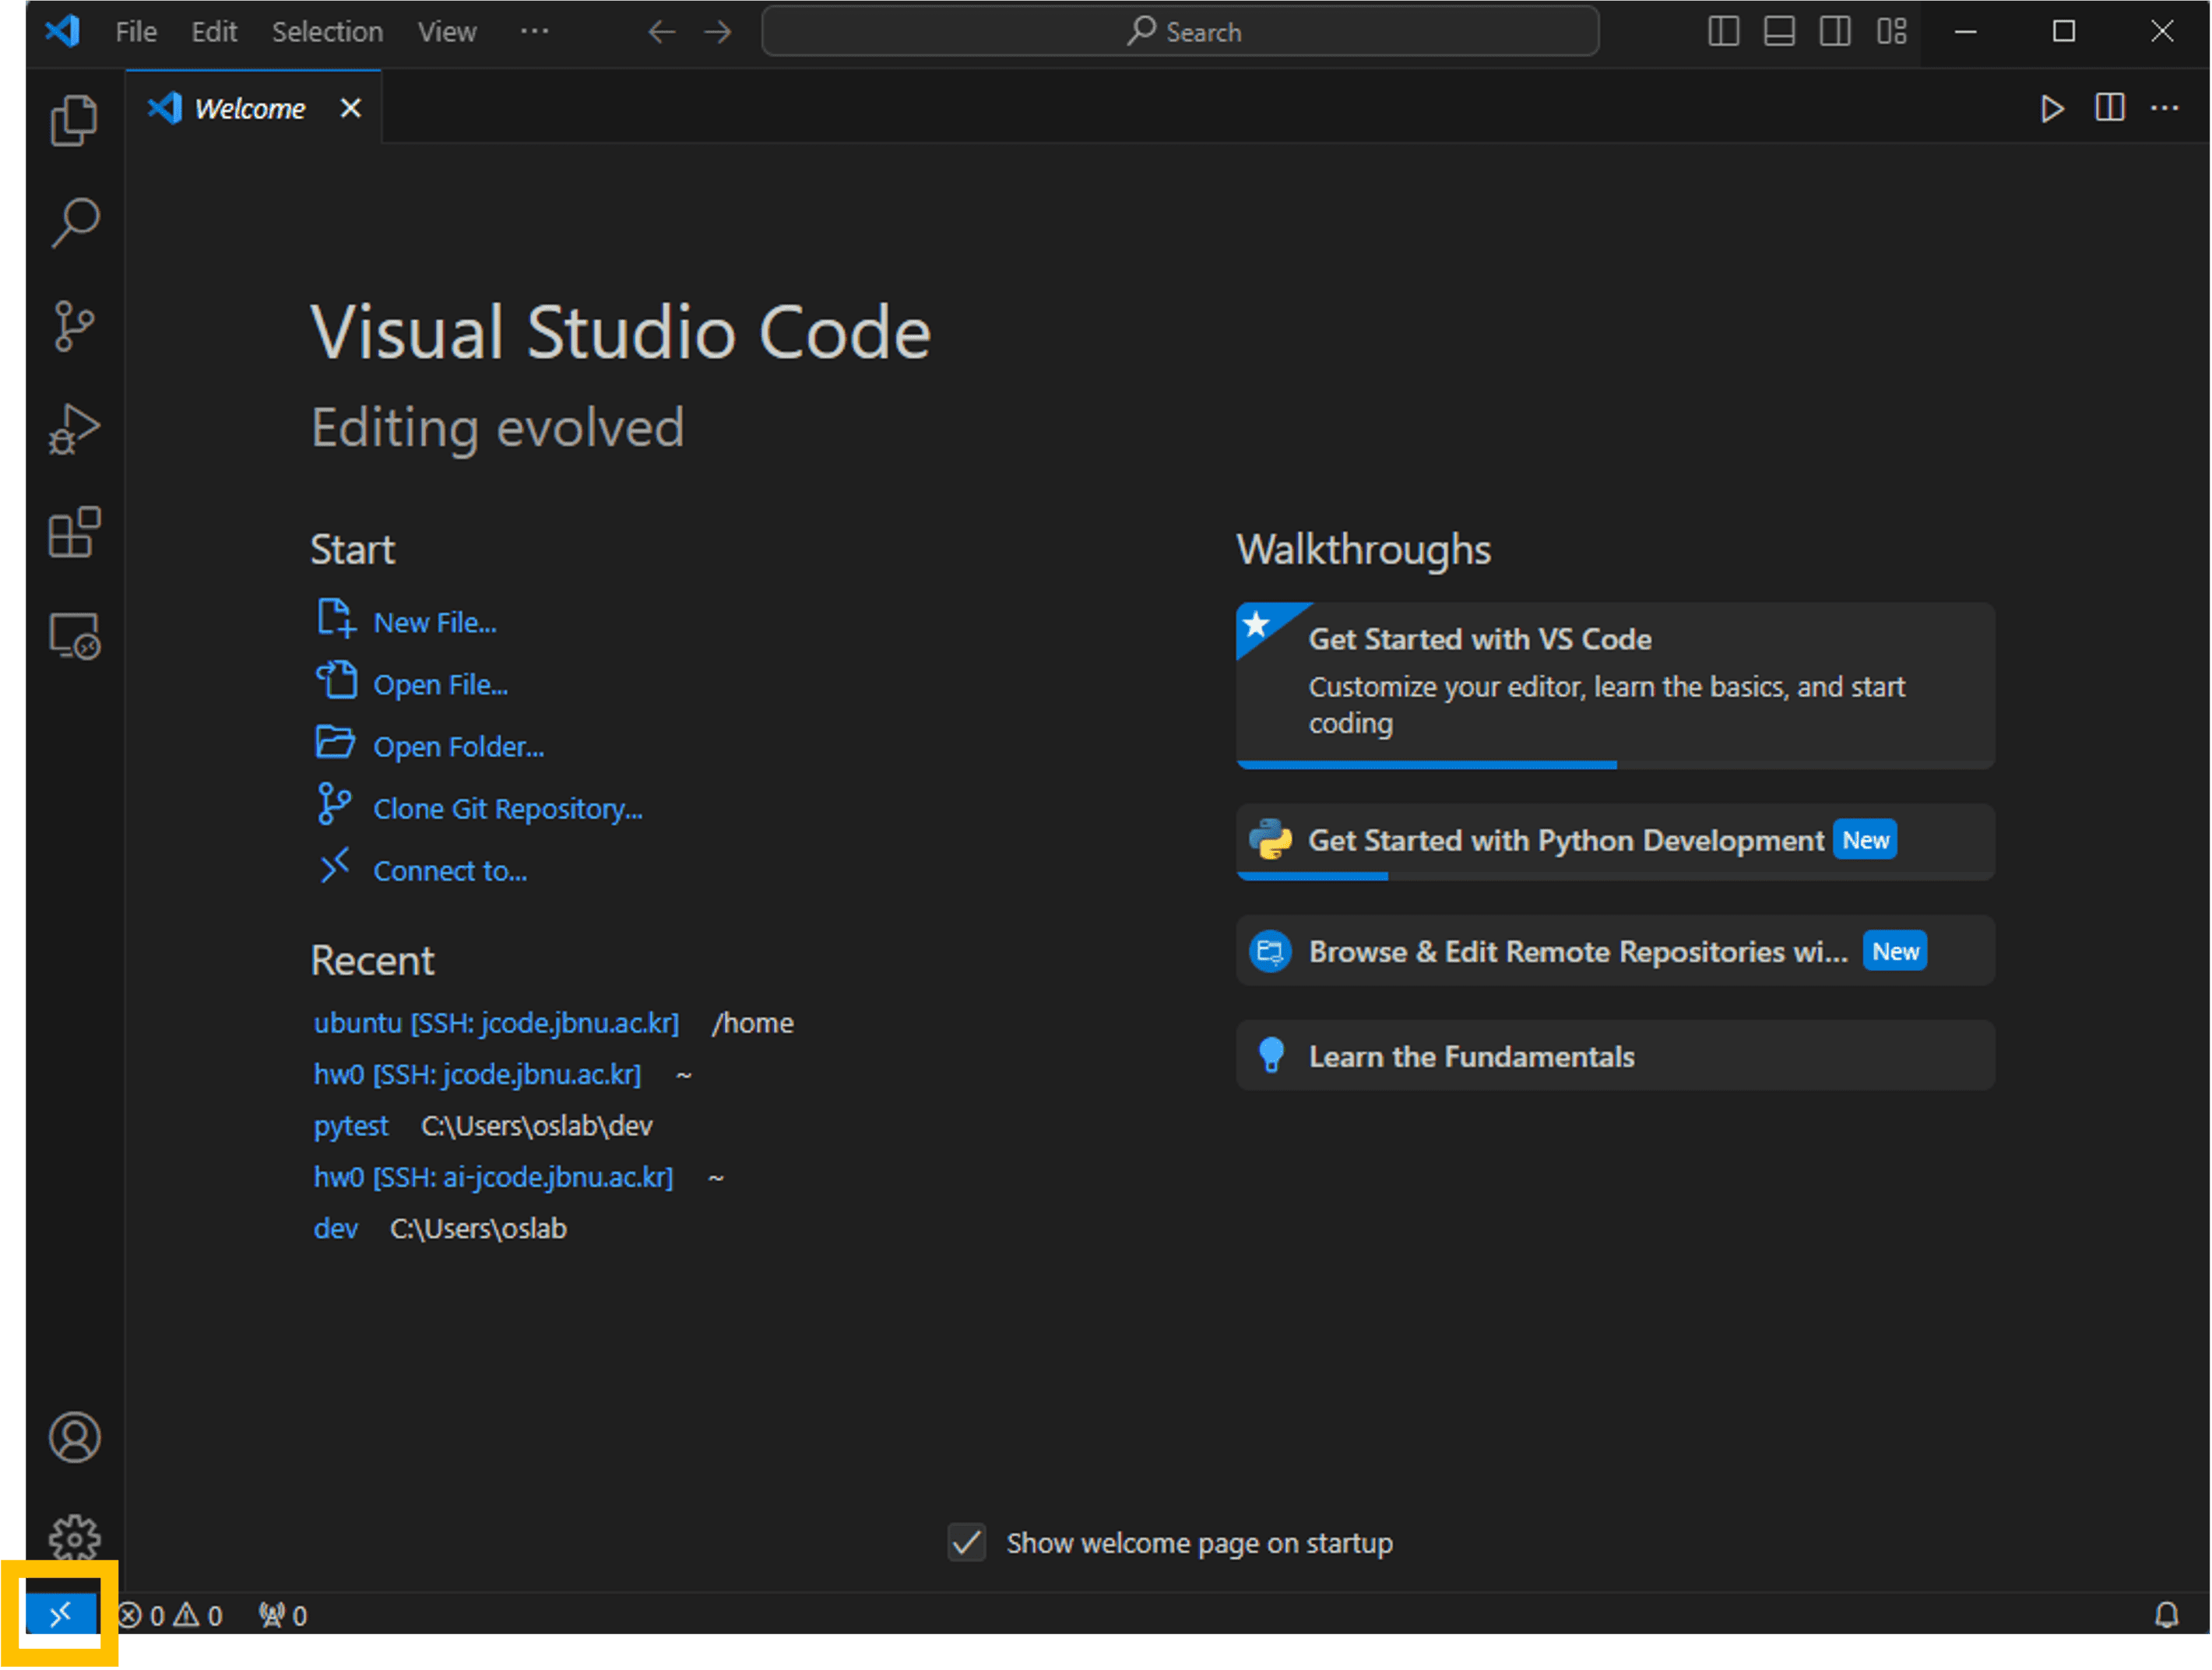 File Edit Selection View ··· Search
Welcome
Visual Studio Code
Editing evolved
Start
New File...
Open File...
Open Folder...
Clone Git Repository...
Connect to...
Recent
ubuntu [SSH: jcode.jbnu.ac.kr] /home
hw0 [SSH: jcode.jbnu.ac.kr] ~
pytest C:\Users\oslab\dev
hw0 [SSH: ai-jcode.jbnu.ac.kr] ~
dev C:\Users\oslab
Walkthroughs
Get Started with VS Code
Customize your editor, learn the basics, and start
coding
Get Started with Python Development New
Browse & Edit Remote Repositories wi... New
Learn the Fundamentals
Show welcome page on startup
0 0 0